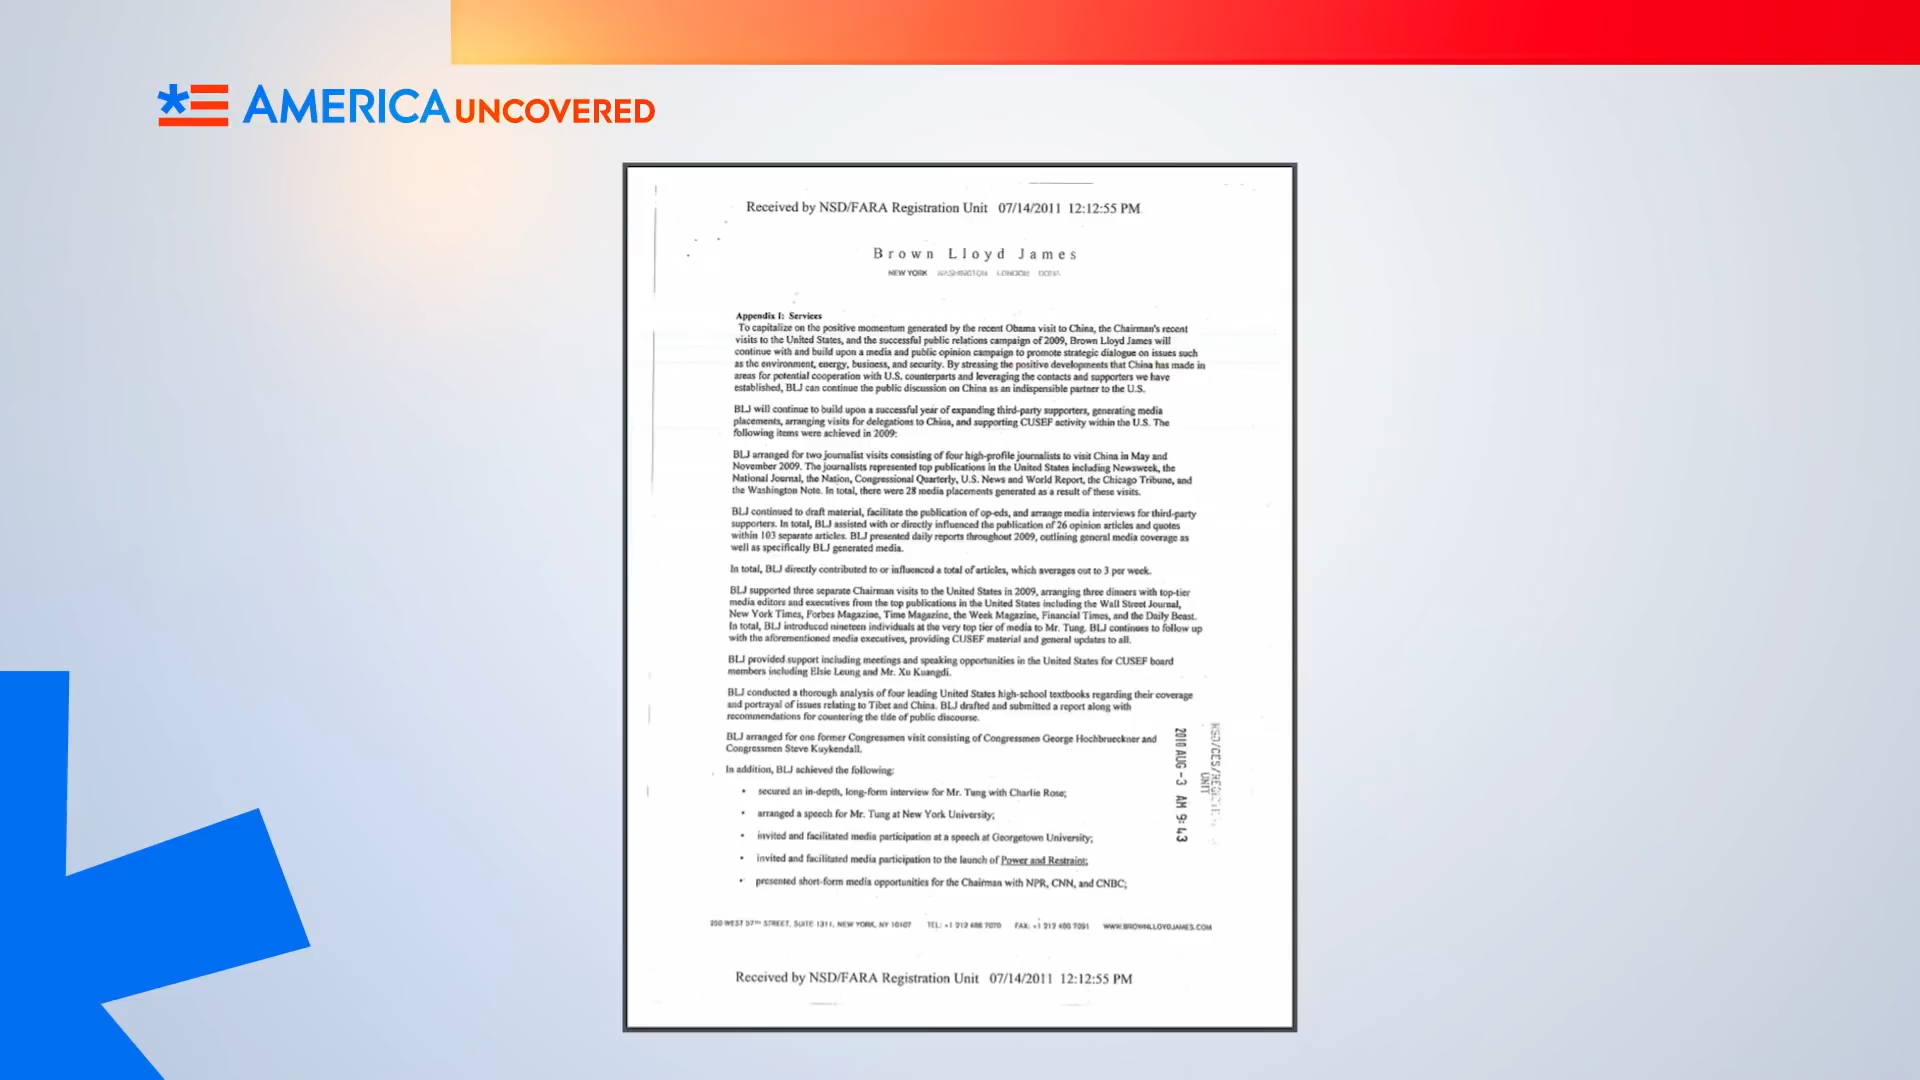 AMERICA UNCOVERED
Received by NSD/FARA Registration Unit 07/14/2011 12:12:55 PM
Brown Lloyd James
NEW YORK WASHINGTON LONDON DOHA
Appendix I: Services
To capitalize on the positive momentum generated by the recent Obama visit to China, the Chairman's recent
visits to the United States, and the successful public relations campaign of 2009, Brown Lloyd James will
continue with and build upon a media and public opinion campaign to promote strategic dialogue on issues such
as the environment, energy, business, and security. By stressing the positive developments that China has made in
areas for potential cooperation with U.S. counterparts and leveraging the contacts and supporters we have
established, BLJ can continue the public discussion on China as an indispensible partner to the U.S.
BLJ will continue to build upon a successful year of expanding third-party supporters, generating media
placements, arranging visits for delegations to China, and supporting CUSEF activity within the U.S. The
following items were achieved in 2009:
BLJ arranged for two journalist visits consisting of four high-profile journalists to visit China in May and
November 2009. The journalists represented top publications in the United States including Newsweek, the
National Journal, the Nation, Congressional Quarterly, U.S. News and World Report, the Chicago Tribune, and
the Washington Note. In total, there were 28 media placements generated as a result of these visits.
BLJ continued to draft material, facilitate the publication of op-eds, and arrange media interviews for third-party
supporters. In total, BLJ assisted with or directly influenced the publication of 26 opinion articles and quotes
within 103 separate articles. BLJ presented daily reports throughout 2009, outlining general media coverage as
well as specifically BLJ generated media.
In total, BLJ directly contributed to or influenced a total of articles, which averages out to 3 per week.
BLJ supported three separate Chairman visits to the United States in 2009, arranging three dinners with top-tier
media editors and executives from the top publications in the United States including the Wall Street Journal,
New York Times, Forbes Magazine, Time Magazine, the Week Magazine, Financial Times, and the Daily Beast.
In total, BLJ introduced nineteen individuals at the very top tier of media to Mr. Tung. BLJ continues to follow up
with the aforementioned media executives, providing CUSEF material and general updates to all.
BLJ provided support including meetings and speaking opportunities in the United States for CUSEF board
members including Elsie Leung and Mr. Xu Kuangdi.
BLJ conducted a thorough analysis of four leading United States high-school textbooks regarding their coverage
and portrayal of issues relating to Tibet and China. BLJ drafted and submitted a report along with
recommendations for countering the tide of public discourse.
BLJ arranged for one former Congressmen visit consisting of Congressmen George Hochbrueckner and
Congressmen Steve Kuykendall.
In addition, BLJ achieved the following:
• secured an in-depth, long-form interview for Mr. Tung with Charlie Rose;
• arranged a speech for Mr. Tung at New York University;
• invited and facilitated media participation at a speech at Georgetown University;
• invited and facilitated media participation to the launch of Power and Restraint;
• presented short-form media opportunities for the Chairman with NPR, CNN, and CNBC;
2010 AUG -3 AM 9:43
UNIT
250 WEST 57TH STREET, SUITE 1311, NEW YORK, NY 10107 TEL: +1 212 486 7070 FAX: +1 212 486 7091 WWW.BROWNLLOYDJAMES.COM
Received by NSD/FARA Registration Unit 07/14/2011 12:12:55 PM